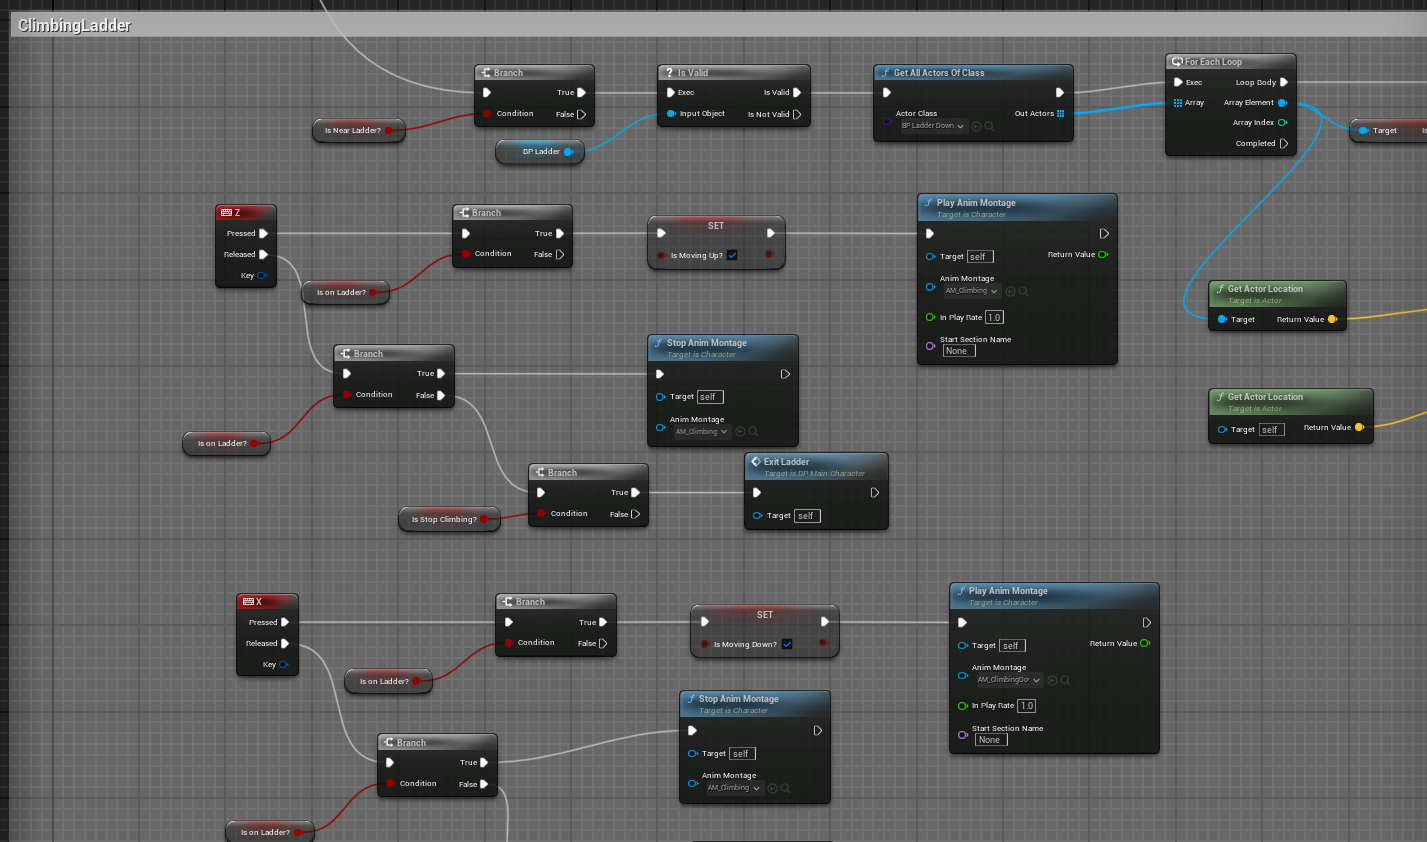 ClimbingLadder
Branch
True
Condition
False
Is Near Ladder?
Is Valid
Exec
Is Valid
Input Object
Is Not Valid
BP Ladder
Get All Actors Of Class
Actor Class
BP Ladder Down
Out Actors
For Each Loop
Exec
Loop Body
Array
Array Element
Array Index
Completed
Target
Z
Pressed
Released
Key
Branch
True
Condition
False
Is on Ladder?
SET
Is Moving Up?
Play Anim Montage
Target is Character
Target self
Return Value
Anim Montage
AM_Climbing
In Play Rate 1.0
Start Section Name
None
Get Actor Location
Target is Actor
Target
Return Value
Branch
True
Condition
False
Is on Ladder?
Stop Anim Montage
Target is Character
Target self
Anim Montage
AM_Climbing
Get Actor Location
Target is Actor
Target self
Return Value
Branch
True
Condition
False
Is Stop Climbing?
Exit Ladder
Target is BP Main Character
Target self
X
Pressed
Released
Key
Branch
True
Condition
False
Is on Ladder?
SET
Is Moving Down?
Play Anim Montage
Target is Character
Target self
Return Value
Anim Montage
AM_ClimbingDo
In Play Rate 1.0
Start Section Name
None
Stop Anim Montage
Target is Character
Target self
Anim Montage
AM_Climbing
Branch
True
Condition
False
Is on Ladder?